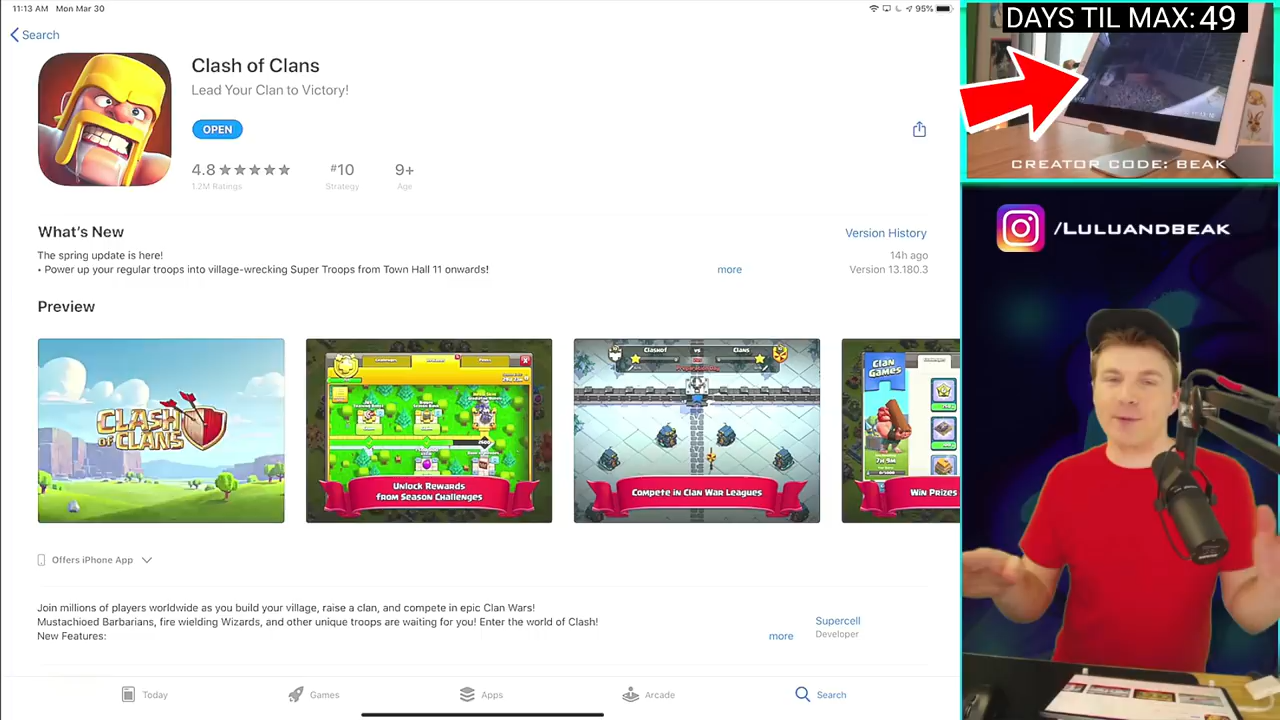 11:13 AM Mon Mar 30
95%
Search
Clash of Clans
Lead Your Clan to Victory!
OPEN
4.8
#10
9+
1.2M Ratings
Strategy
Age
What's New
Version History
The spring update is here!
14h ago
• Power up your regular troops into village-wrecking Super Troops from Town Hall 11 onwards!
more
Version 13.180.3
Preview
CLASH OF CLANS
Unlock Rewards
from Season Challenges
Clashof
vs
Clans
Compete in Clan War Leagues
Clan
Games
Win Prizes
Offers iPhone App
Join millions of players worldwide as you build your village, raise a clan, and compete in epic Clan Wars!
Mustachioed Barbarians, fire wielding Wizards, and other unique troops are waiting for you! Enter the world of Clash!
New Features:
more
Supercell
Developer
Today
Games
Apps
Arcade
Search
DAYS TIL MAX: 49
CREATOR CODE: BEAK
/LULUANDBEAK